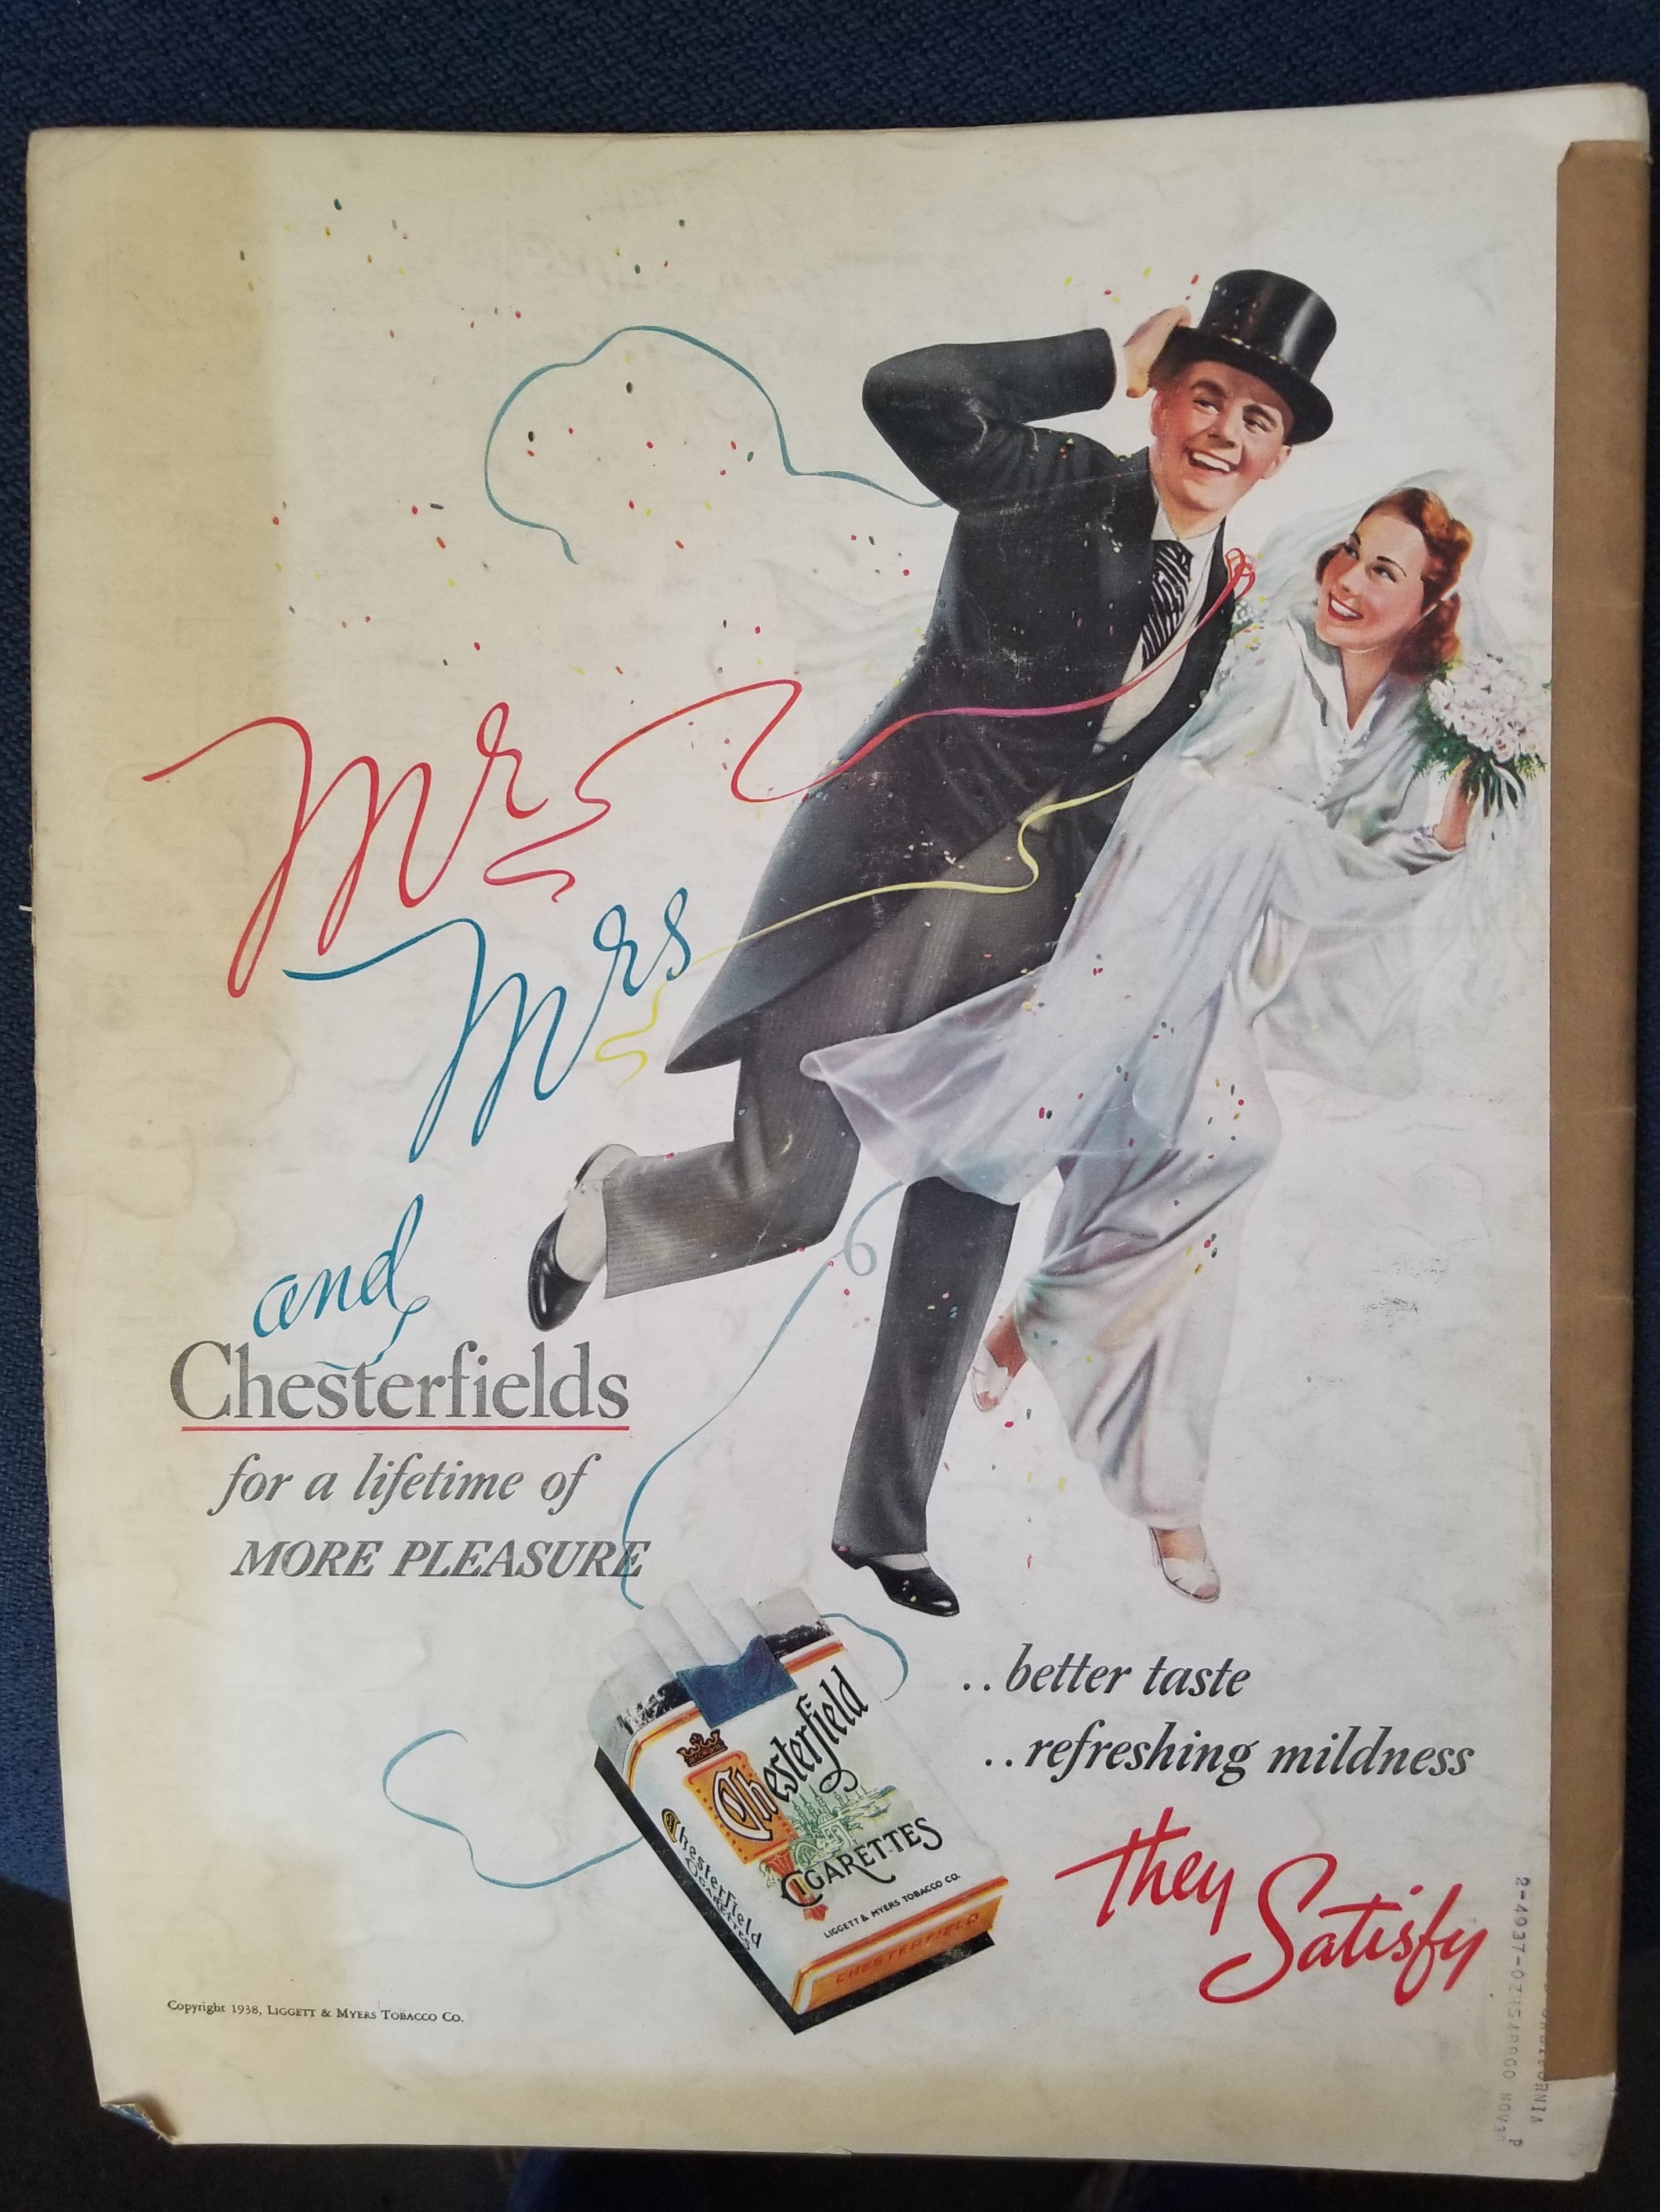 Mr
Mrs
and
Chesterfields
for a lifetime of
MORE PLEASURE
..better taste
..refreshing mildness
They
Satisfy
Chesterfield
CIGARETTES
LIGGETT & MYERS TOBACCO CO.
CHESTERFIELD
Chesterfield
CIGARETTES
Copyright 1938, LIGGETT & MYERS TOBACCO CO.